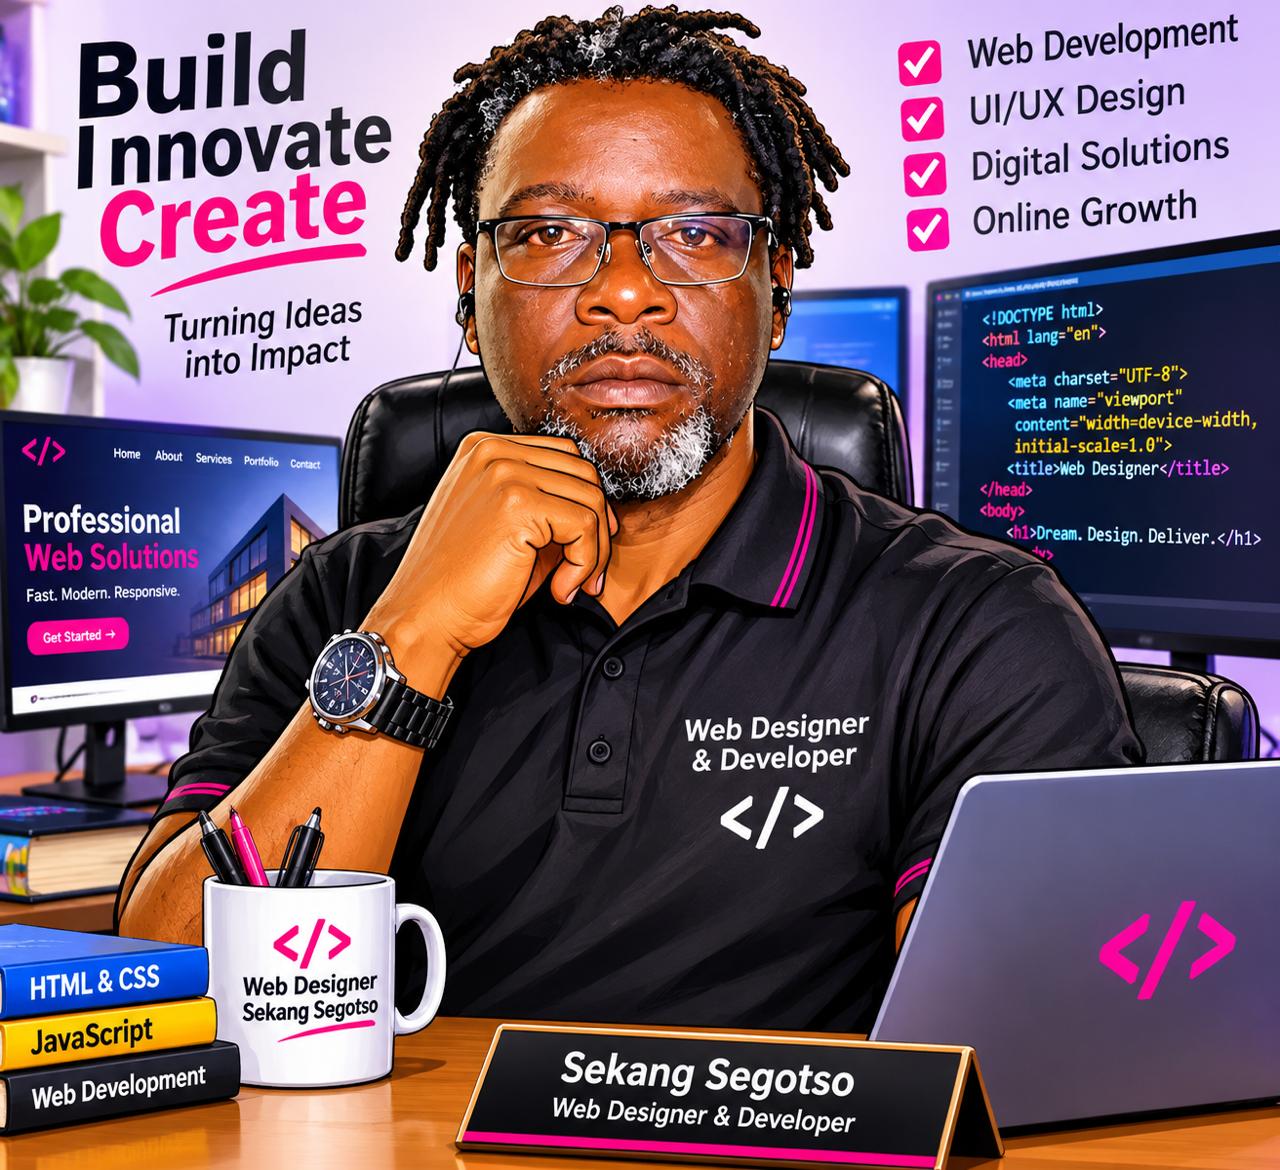 Build
Innovate
Create
Turning Ideas
into Impact
Web Development
UI/UX Design
Digital Solutions
Online Growth
</>
Home About Services Portfolio Contact
Professional
Web Solutions
Fast. Modern. Responsive.
Get Started →
<!DOCTYPE html>
<html lang="en">
<head>
<meta charset="UTF-8">
<meta name="viewport"
content="width=device-width,
initial-scale=1.0">
<title>Web Designer</title>
</head>
<body>
<h1>Dream. Design. Deliver.</h1>
Web Designer
& Developer
</>
</>
Web Designer
Sekang Segotso
HTML & CSS
JavaScript
Web Development
Sekang Segotso
Web Designer & Developer
</>